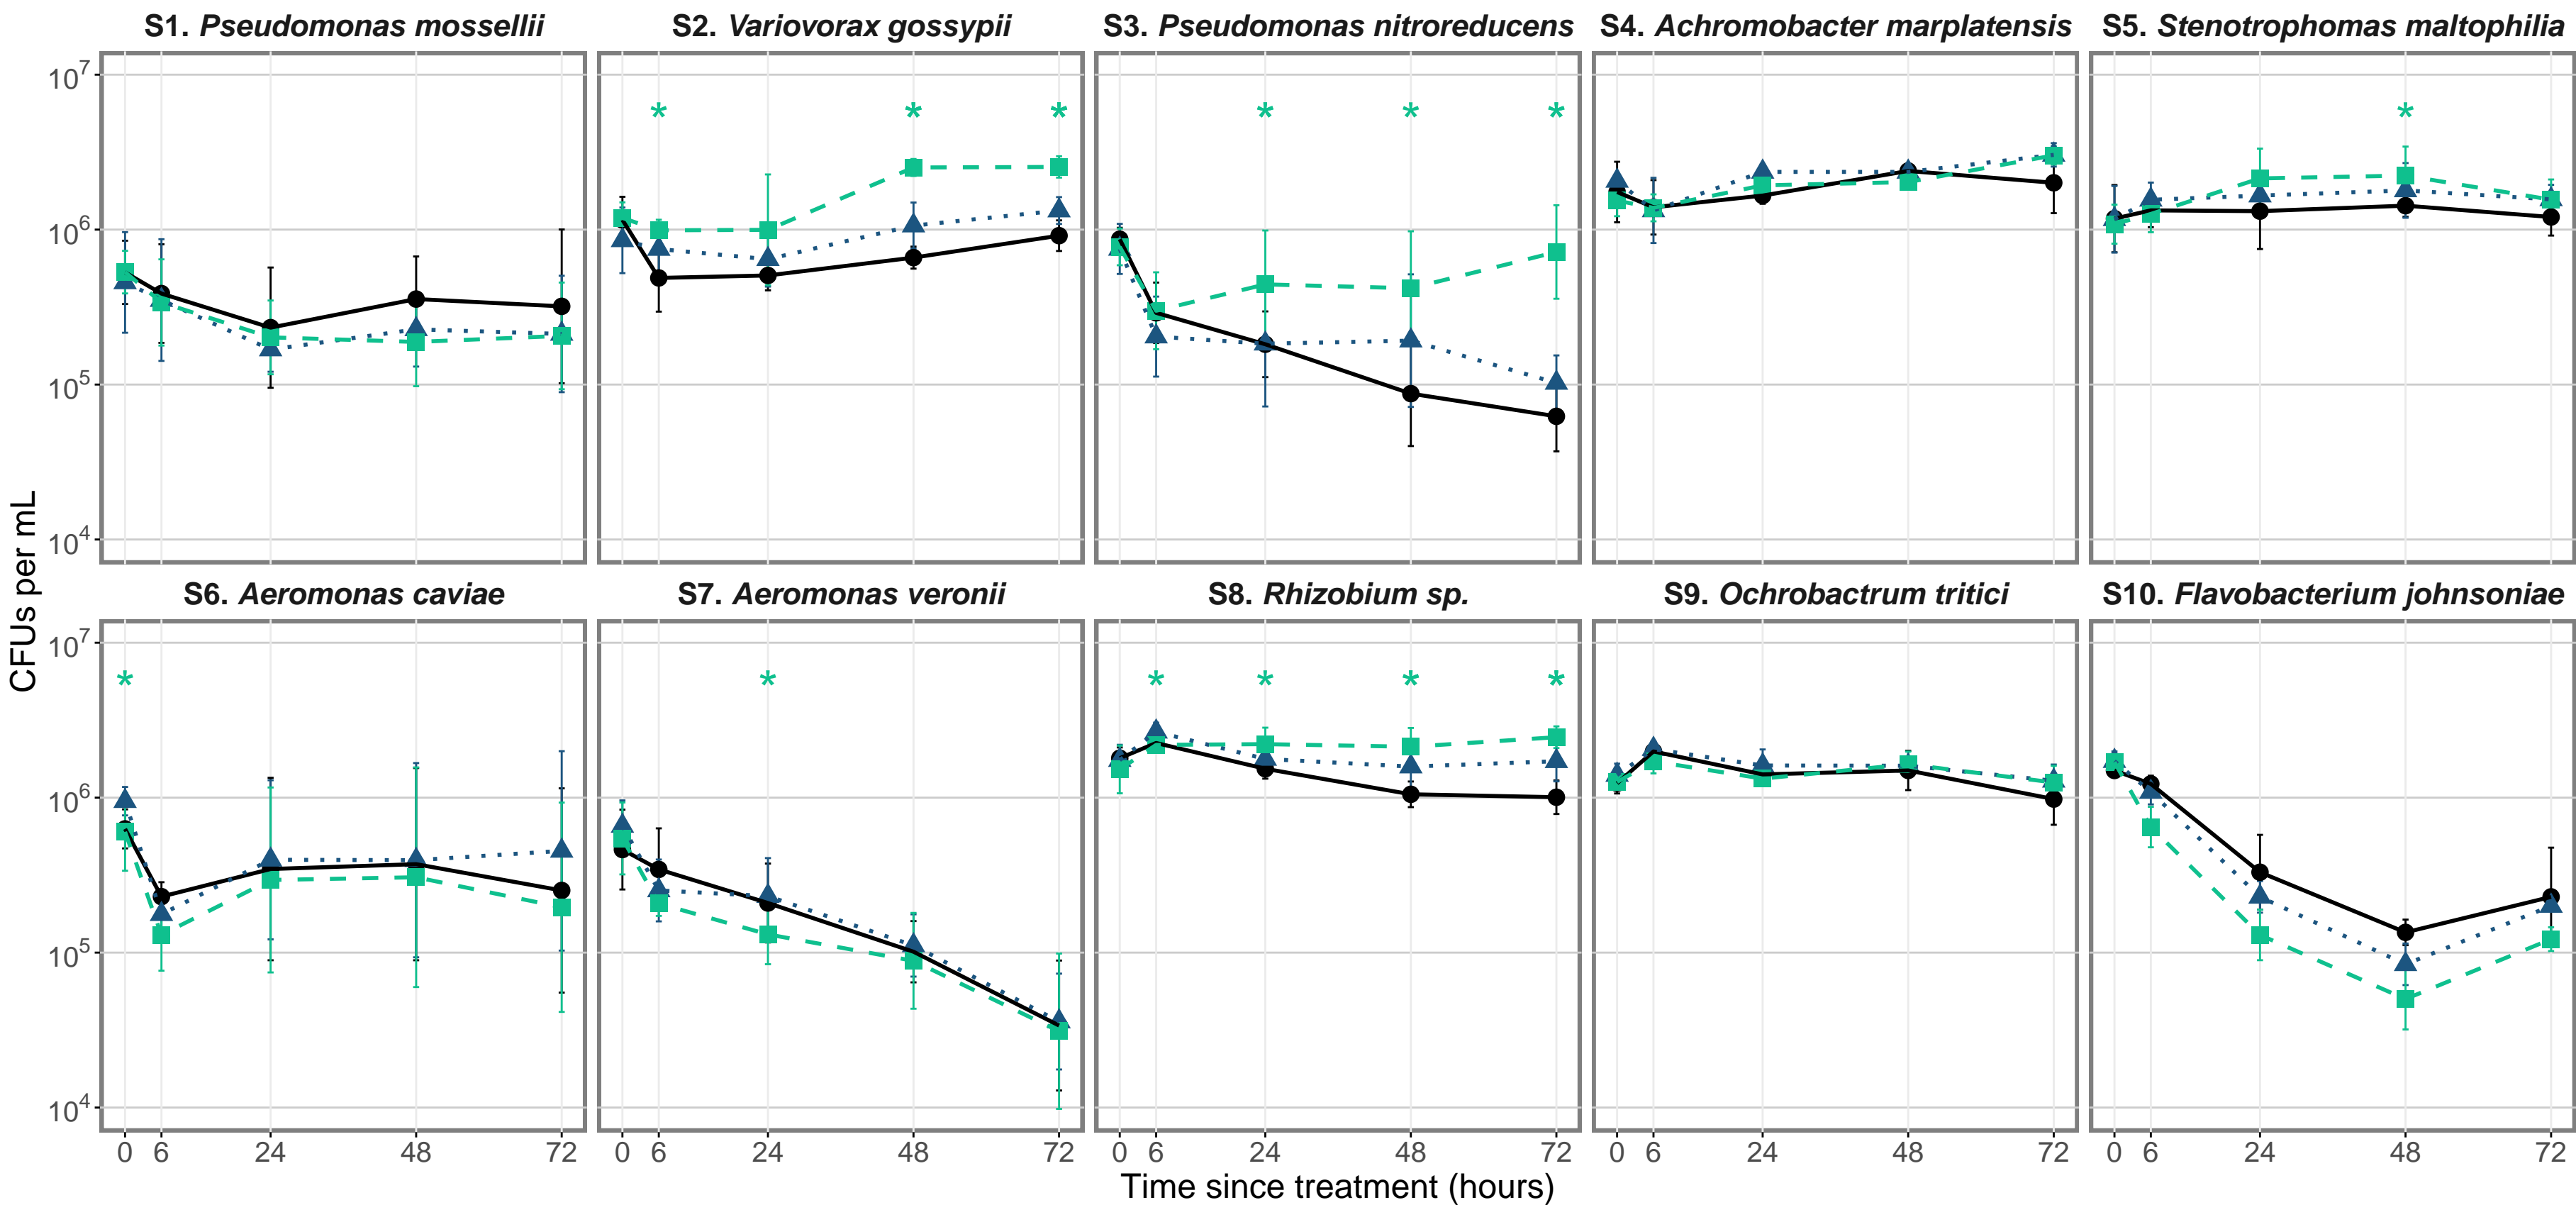 S1. Pseudomonas mossellii S2. Variovorax gossypii S3. Pseudomonas nitroreducens S4. Achromobacter marplatensis S5. Stenotrophomas maltophilia
10^7
* * * * * * *
10^6
10^5
10^4
CFUs per mL
S6. Aeromonas caviae S7. Aeromonas veronii S8. Rhizobium sp. S9. Ochrobactrum tritici S10. Flavobacterium johnsoniae
10^7
* * * * * *
10^6
10^5
10^4
0 6 24 48 72 0 6 24 48 72 0 6 24 48 72 0 6 24 48 72 0 6 24 48 72
Time since treatment (hours)